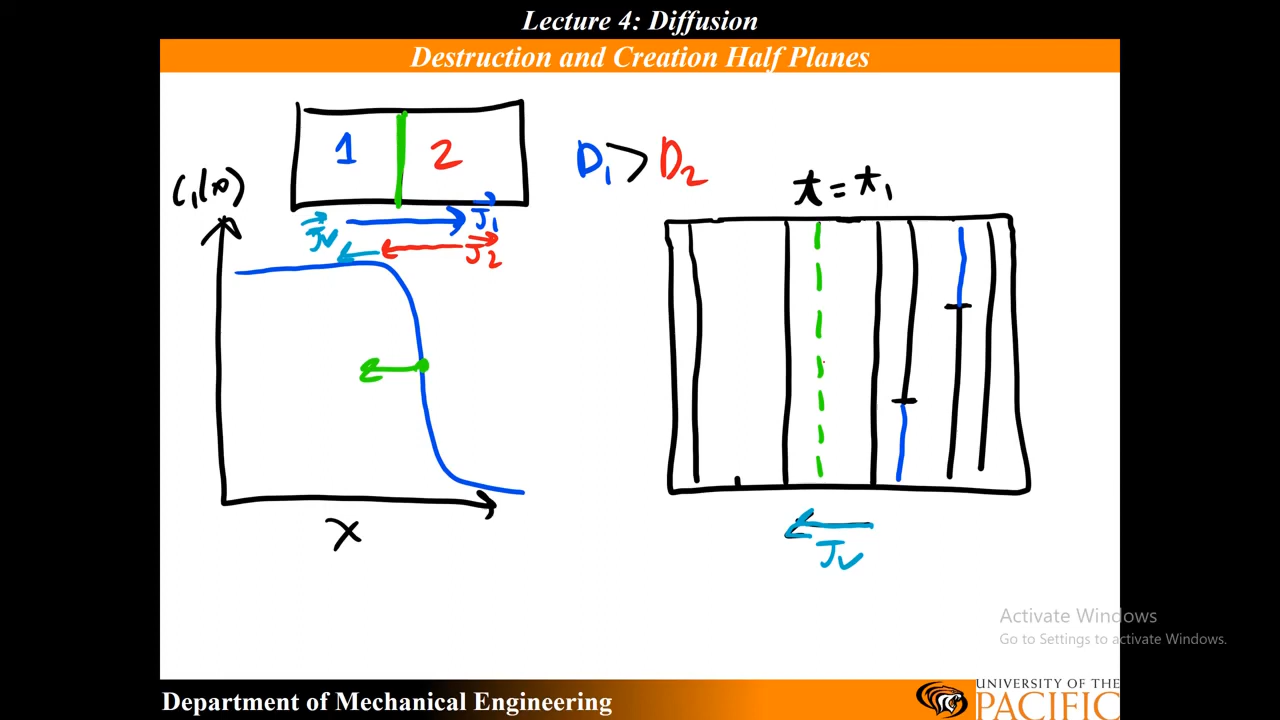 Lecture 4: Diffusion
Destruction and Creation Half Planes
1 2
D1 > D2
t = t1
C1(x)
Jv J1
J2
x
Jv
Activate Windows
Go to Settings to activate Windows.
Department of Mechanical Engineering
UNIVERSITY OF THE
PACIFIC